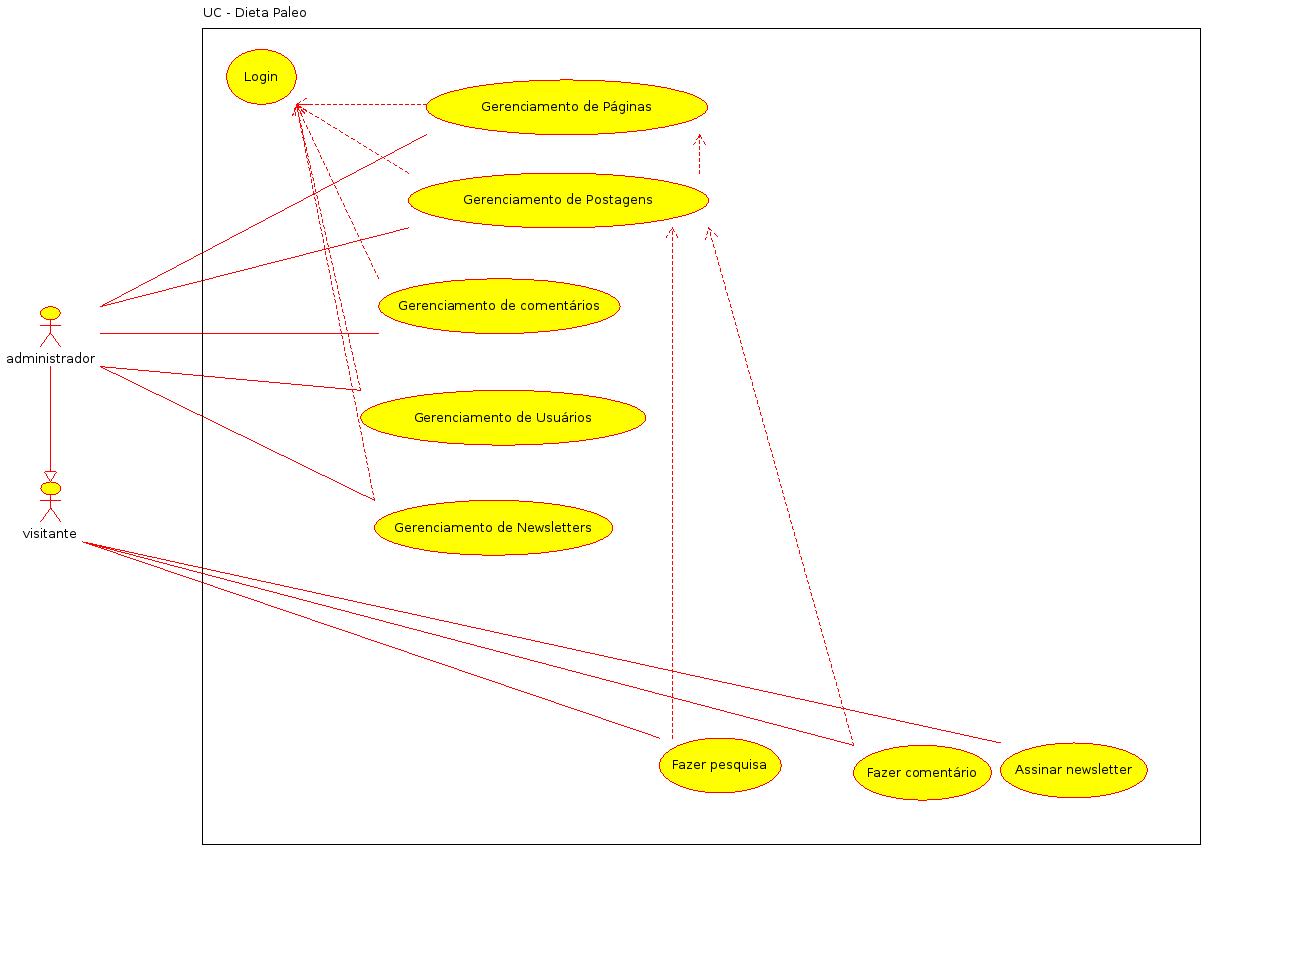 UC - Dieta Paleo
Login
Gerenciamento de Páginas
Gerenciamento de Postagens
Gerenciamento de comentários
administrador
Gerenciamento de Usuários
Gerenciamento de Newsletters
visitante
Fazer pesquisa
Fazer comentário
Assinar newsletter